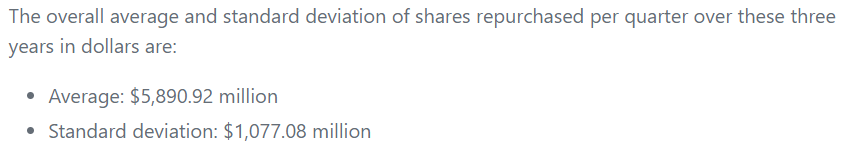 The overall average and standard deviation of shares repurchased per quarter over these three
years in dollars are:
• Average: $5,890.92 million
• Standard deviation: $1,077.08 million